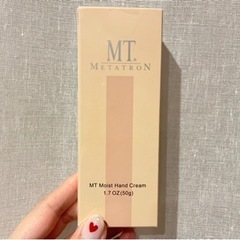 MT.
METATRON
MT Moist Hand Cream
1.7 OZ(50g)